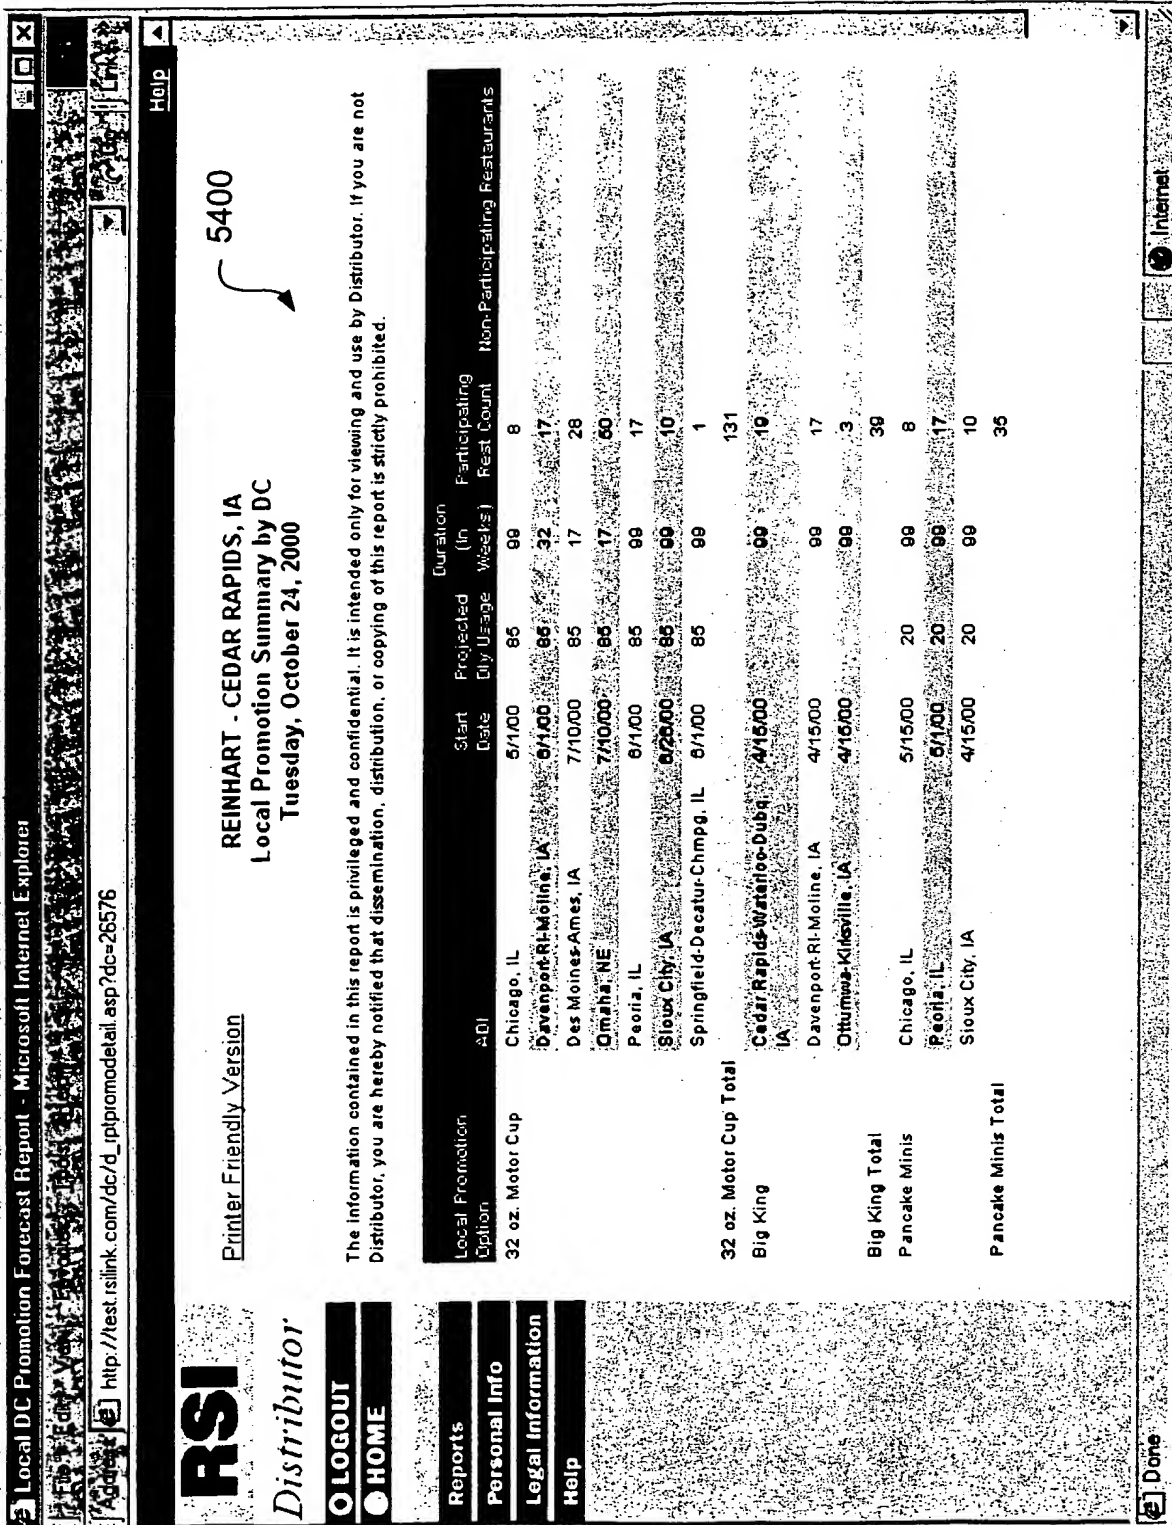 Local DC Promotion Forecast Report - Microsoft Internet Explorer
Address http://test.rsilink.com/dc/d_rptpromodetail.asp?dc=26576 Go Links »
Help
RSI
Distributor
LOGOUT
HOME
Reports
Personal Info
Legal Information
Help
Printer Friendly Version
5400
REINHART - CEDAR RAPIDS, IA
Local Promotion Summary by DC
Tuesday, October 24, 2000
The information contained in this report is privileged and confidential. It is intended only for viewing and use by Distributor. If you are not
Distributor, you are hereby notified that dissemination, distribution, or copying of this report is strictly prohibited.
Local Promotion Option ADI Start Date Projected Dly Usage Duration (In Weeks) Participating Rest Count Non-Participating Restaurants
32 oz. Motor Cup Chicago, IL 5/1/00 85 99 8
Davenport-RI-Moline, IA 6/1/00 85 32 17
Des Moines-Ames, IA 7/10/00 85 17 28
Omaha, NE 7/10/00 85 17 50
Peoria, IL 6/1/00 85 99 17
Sioux City, IA 6/26/00 85 99 10
Springfield-Decatur-Chmpg, IL 6/1/00 85 99 1
32 oz. Motor Cup Total 131
Big King Cedar Rapids-Waterloo-Dubq, 4/15/00 99 19
IA
Davenport-RI-Moline, IA 4/15/00 99 17
Ottumwa-Kirksville, IA 4/15/00 99 3
Big King Total 39
Pancake Minis Chicago, IL 5/15/00 20 99 8
Peoria, IL 5/1/00 20 99 17
Sioux City, IA 4/15/00 20 99 10
Pancake Minis Total 35
Done
Internet